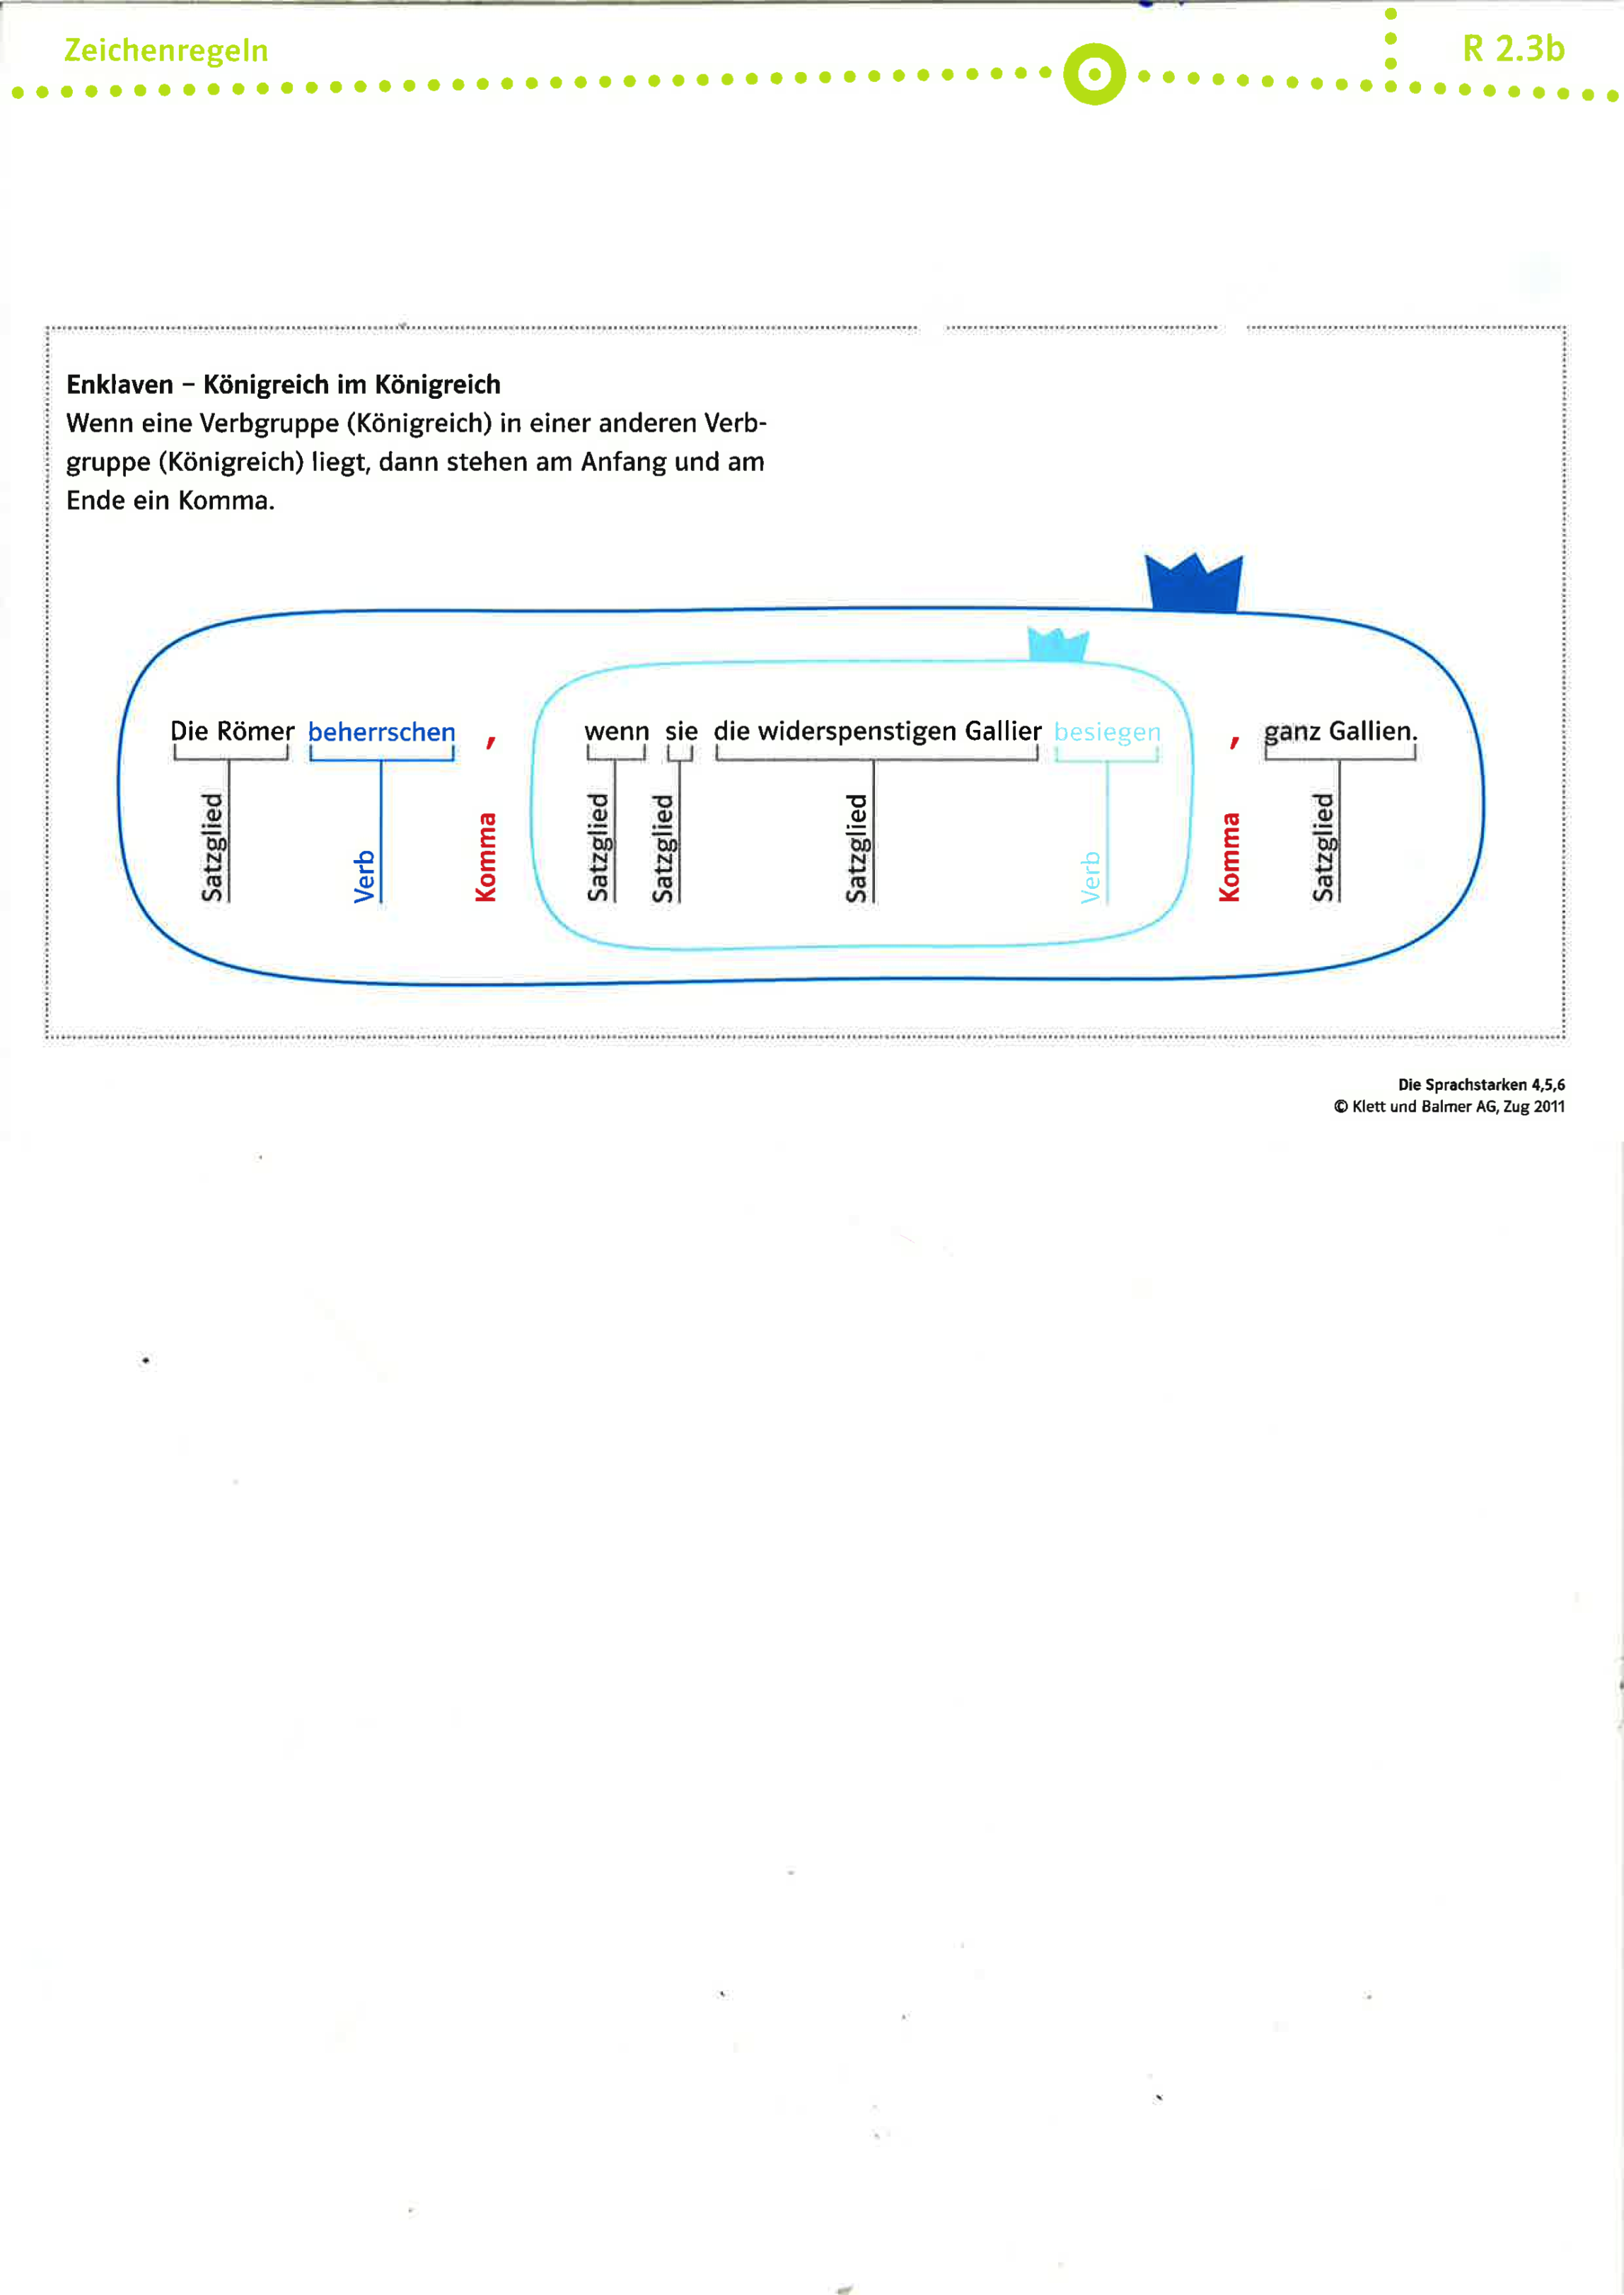 Zeichenregeln
R 2.3b
Enklaven – Königreich im Königreich
Wenn eine Verbgruppe (Königreich) in einer anderen Verb-
gruppe (Königreich) liegt, dann stehen am Anfang und am
Ende ein Komma.
Die Römer beherrschen , wenn sie die widerspenstigen Gallier besiegen , ganz Gallien.
Satzglied Verb Komma Satzglied Satzglied Satzglied Verb Komma Satzglied
Die Sprachstarken 4,5,6
© Klett und Balmer AG, Zug 2011